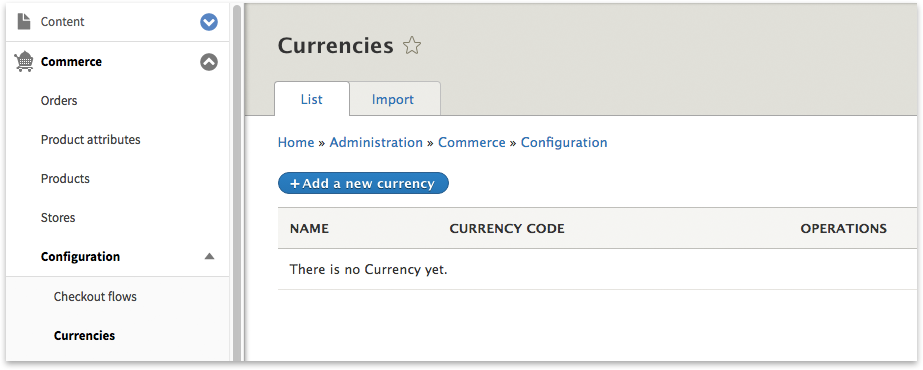 Content
Commerce
Orders
Product attributes
Products
Stores
Configuration
Checkout flows
Currencies
Currencies
List Import
Home » Administration » Commerce » Configuration
+Add a new currency
NAME CURRENCY CODE OPERATIONS
There is no Currency yet.